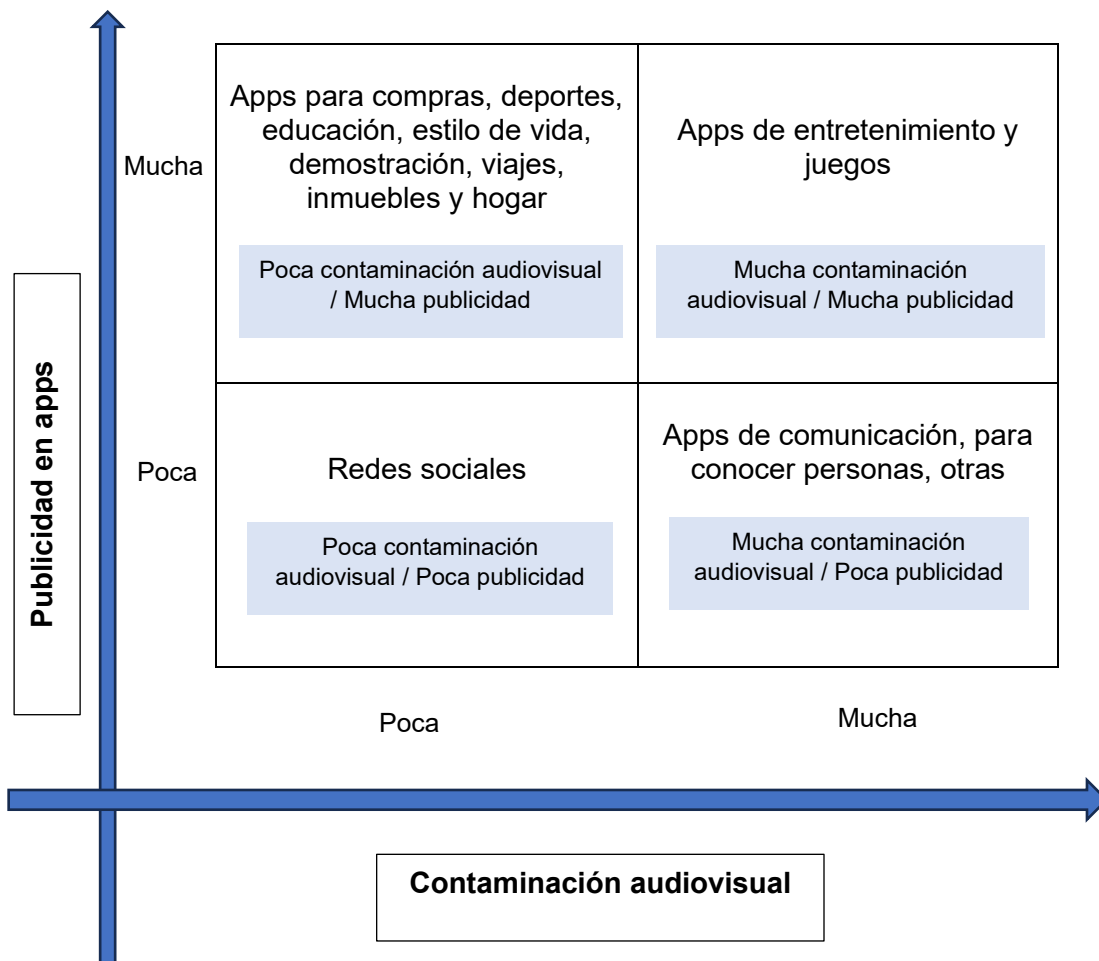 Publicidad en apps
Mucha
Apps para compras, deportes,
educación, estilo de vida,
demostración, viajes,
inmuebles y hogar
Poca contaminación audiovisual
/ Mucha publicidad
Apps de entretenimiento y
juegos
Mucha contaminación
audiovisual / Mucha publicidad
Poca
Redes sociales
Poca contaminación
audiovisual / Poca publicidad
Apps de comunicación, para
conocer personas, otras
Mucha contaminación
audiovisual / Poca publicidad
Poca
Mucha
Contaminación audiovisual